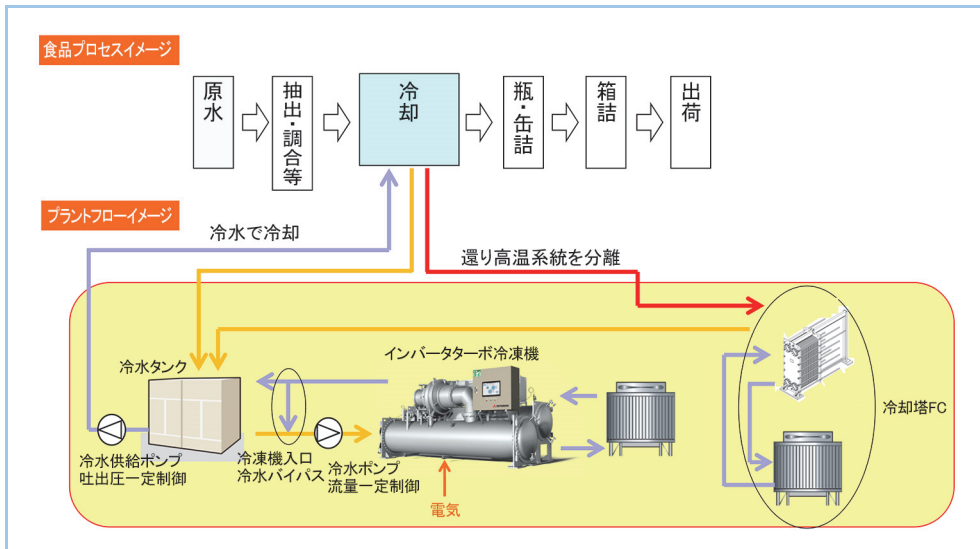 食品プロセスイメージ
原水
抽出・調合等
冷却
瓶・缶詰
箱詰
出荷
プラントフローイメージ
冷水で冷却
還り高温系統を分離
冷水タンク
インバータターボ冷凍機
冷却塔FC
冷水供給ポンプ
吐出圧一定制御
冷凍機入口
冷水バイパス
冷水ポンプ
流量一定制御
電気